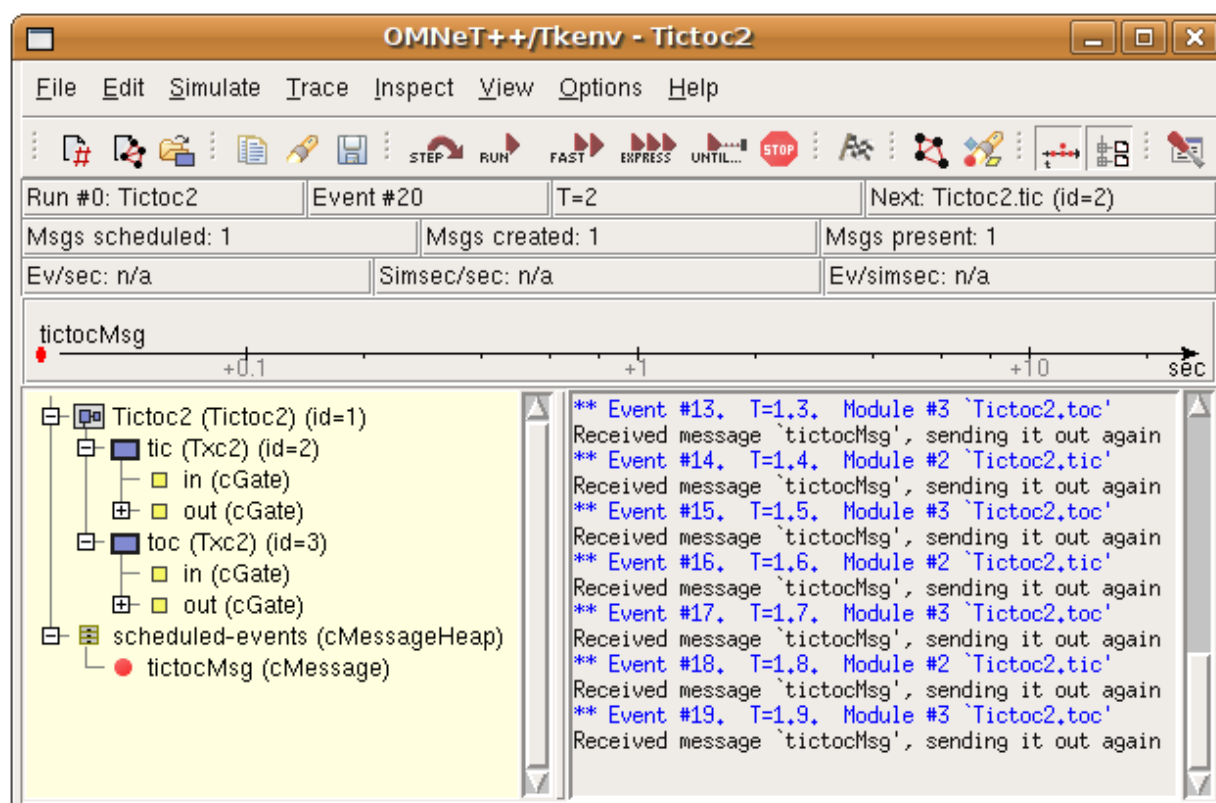 OMNeT++/Tkenv - Tictoc2
File Edit Simulate Trace Inspect View Options Help
STEP RUN FAST EXPRESS UNTIL... STOP
Run #0: Tictoc2 Event #20 T=2 Next: Tictoc2.tic (id=2)
Msgs scheduled: 1 Msgs created: 1 Msgs present: 1
Ev/sec: n/a Simsec/sec: n/a Ev/simsec: n/a
tictocMsg
+0.1 +1 +10 sec
Tictoc2 (Tictoc2) (id=1)
tic (Txc2) (id=2)
in (cGate)
out (cGate)
toc (Txc2) (id=3)
in (cGate)
out (cGate)
scheduled-events (cMessageHeap)
tictocMsg (cMessage)
** Event #13. T=1.3. Module #3 `Tictoc2.toc'
Received message `tictocMsg', sending it out again
** Event #14. T=1.4. Module #2 `Tictoc2.tic'
Received message `tictocMsg', sending it out again
** Event #15. T=1.5. Module #3 `Tictoc2.toc'
Received message `tictocMsg', sending it out again
** Event #16. T=1.6. Module #2 `Tictoc2.tic'
Received message `tictocMsg', sending it out again
** Event #17. T=1.7. Module #3 `Tictoc2.toc'
Received message `tictocMsg', sending it out again
** Event #18. T=1.8. Module #2 `Tictoc2.tic'
Received message `tictocMsg', sending it out again
** Event #19. T=1.9. Module #3 `Tictoc2.toc'
Received message `tictocMsg', sending it out again